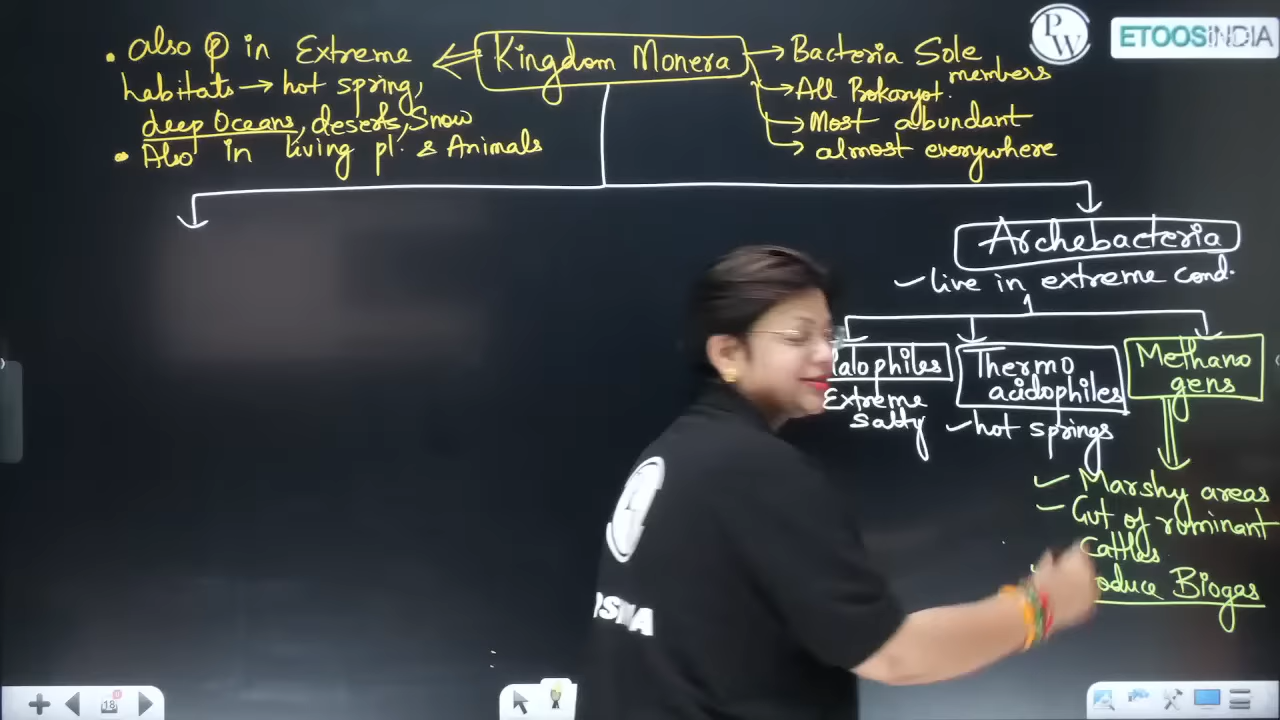 • also ⓟ in Extreme
habitats → hot spring,
deep Oceans, deserts, Snow
• Also in living pl. & Animals
Kingdom Monera
→ Bacteria Sole members
→ All Prokaryot.
→ Most abundant
→ almost everywhere
PW
ETOOSINDIA
Archebacteria
✓ live in extreme cond.
alophiles
Extreme
Salty
Thermo
acidophiles
✓ hot springs
Methano
gens
✓ Marshy areas
✓ Gut of ruminant
Cattles
oduce Biogas
18